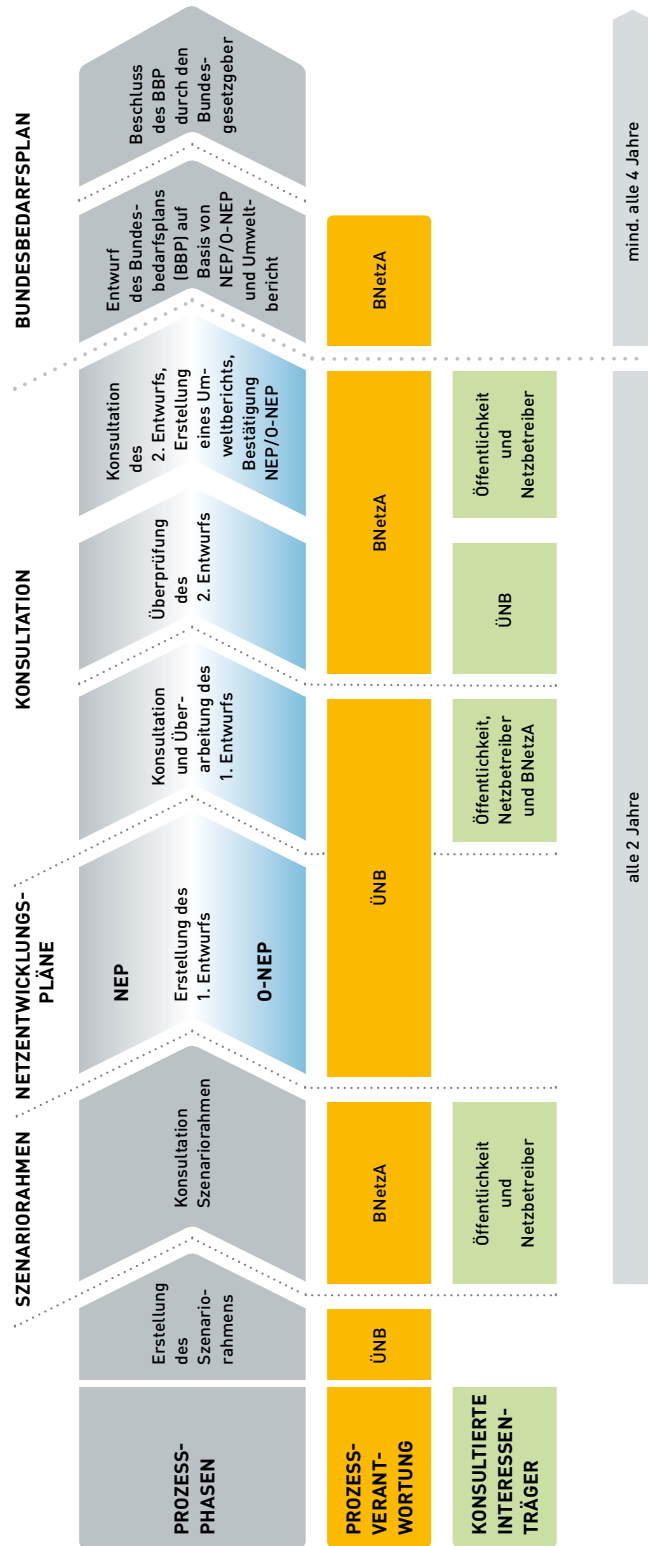 SZENARIORAHMEN
NETZENTWICKLUNGS-
PLÄNE
KONSULTATION
BUNDESBEDARFSPLAN
PROZESS-
PHASEN
Erstellung
des
Szenario-
rahmens
Konsultation
Szenariorahmen
NEP
Erstellung des
1. Entwurfs
O-NEP
Konsultation
und Über-
arbeitung des
1. Entwurfs
Überprüfung
des
2. Entwurfs
Konsultation
des
2. Entwurfs,
Erstellung
eines Um-
weltberichts,
Bestätigung
NEP/O-NEP
Entwurf
des Bundes-
bedarfsplans
(BBP) auf
Basis von
NEP/O-NEP
und Umwelt-
bericht
Beschluss
des BBP
durch den
Bundes-
gesetzgeber
PROZESS-
VERANT-
WORTUNG
ÜNB
BNetzA
ÜNB
BNetzA
BNetzA
KONSULTIERTE
INTERESSEN-
TRÄGER
Öffentlichkeit
und
Netzbetreiber
Öffentlichkeit,
Netzbetreiber
und BNetzA
ÜNB
Öffentlichkeit
und
Netzbetreiber
alle 2 Jahre
mind. alle 4 Jahre